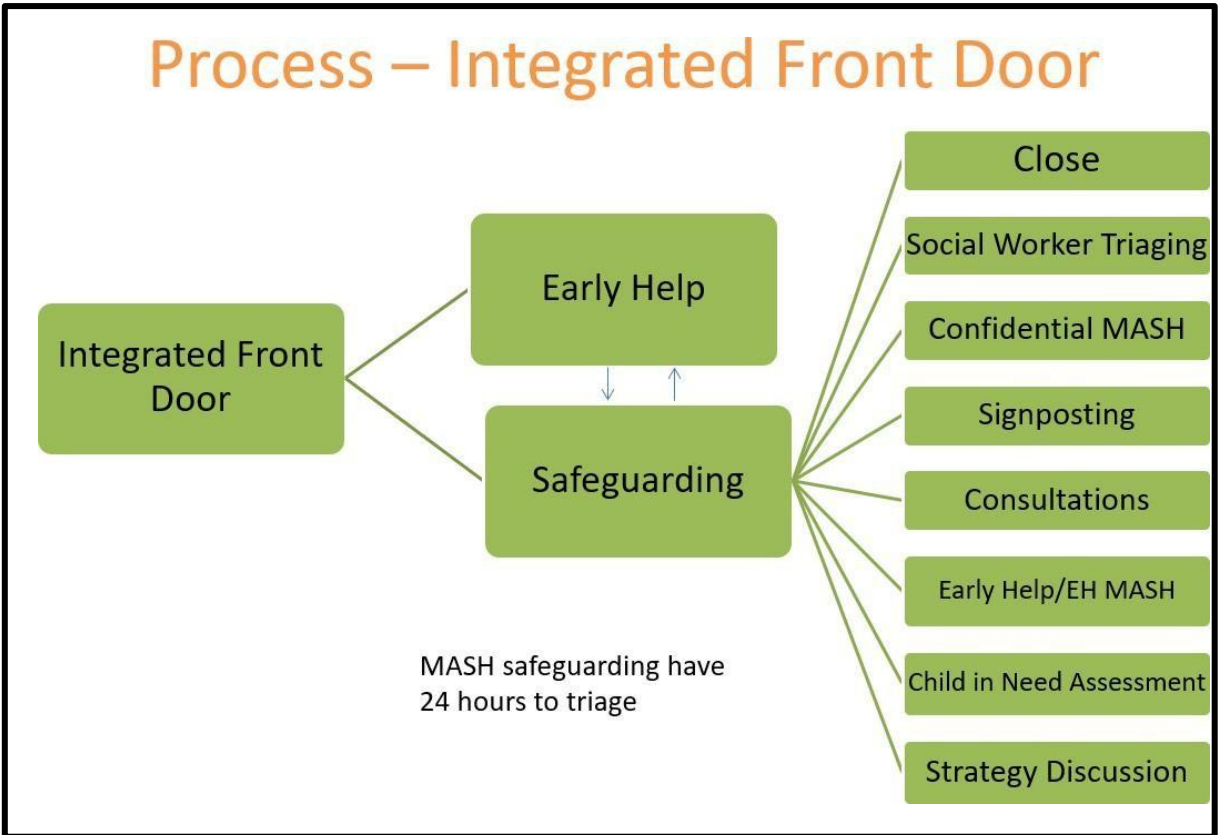 Process – Integrated Front Door
Integrated Front
Door
Early Help
Safeguarding
MASH safeguarding have
24 hours to triage
Close
Social Worker Triaging
Confidential MASH
Signposting
Consultations
Early Help/EH MASH
Child in Need Assessment
Strategy Discussion